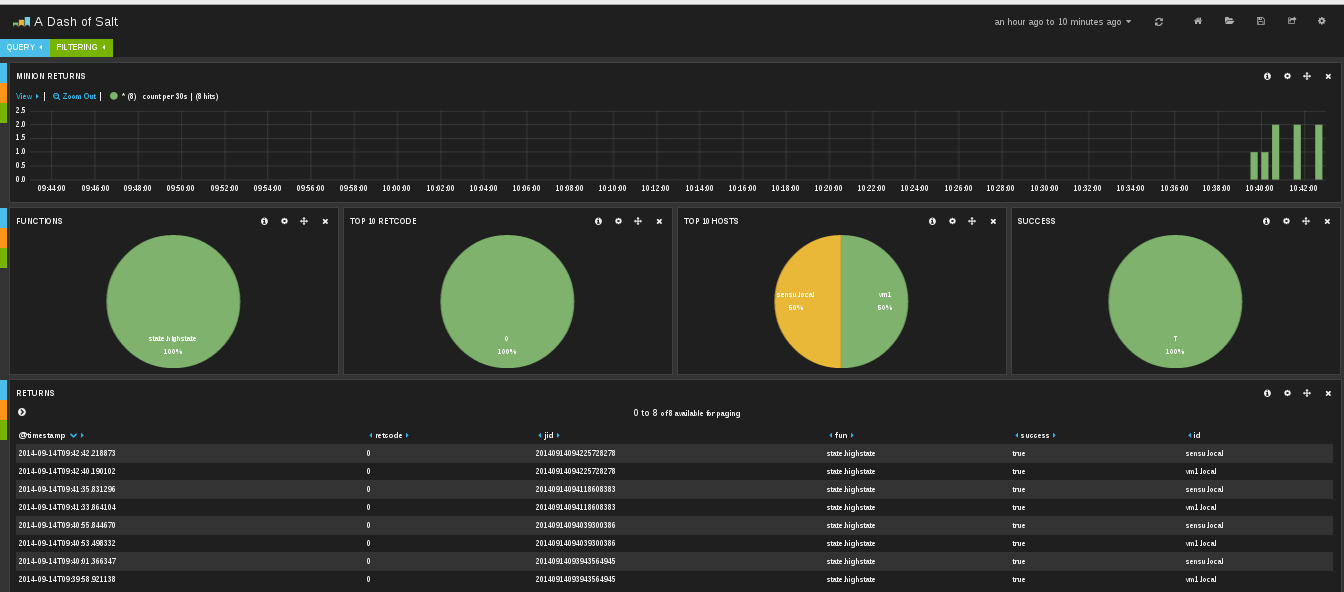 A Dash of Salt
an hour ago to 10 minutes ago
QUERY FILTERING
MINION RETURNS
View | Zoom Out | * (8) count per 30s | (8 hits)
2.5
2.0
1.5
1.0
0.5
0.0
09:44:00 09:46:00 09:48:00 09:50:00 09:52:00 09:54:00 09:56:00 09:58:00 10:00:00 10:02:00 10:04:00 10:06:00 10:08:00 10:10:00 10:12:00 10:14:00 10:16:00 10:18:00 10:20:00 10:22:00 10:24:00 10:26:00 10:28:00 10:30:00 10:32:00 10:34:00 10:36:00 10:38:00 10:40:00 10:42:00
FUNCTIONS
state.highstate
100%
TOP 10 RETCODE
0
100%
TOP 10 HOSTS
sensu.local
50%
vm1
50%
SUCCESS
T
100%
RETURNS
0 to 8 of 8 available for paging
@timestamp retcode jid fun success id
2014-09-14T09:42:42.218873 0 20140914094225728278 state.highstate true sensu.local
2014-09-14T09:42:40.190102 0 20140914094225728278 state.highstate true vm1.local
2014-09-14T09:41:35.831296 0 20140914094118608383 state.highstate true sensu.local
2014-09-14T09:41:33.864104 0 20140914094118608383 state.highstate true vm1.local
2014-09-14T09:40:55.844670 0 20140914094039300386 state.highstate true sensu.local
2014-09-14T09:40:53.498332 0 20140914094039300386 state.highstate true vm1.local
2014-09-14T09:40:01.366347 0 20140914093943564945 state.highstate true sensu.local
2014-09-14T09:39:58.921138 0 20140914093943564945 state.highstate true vm1.local